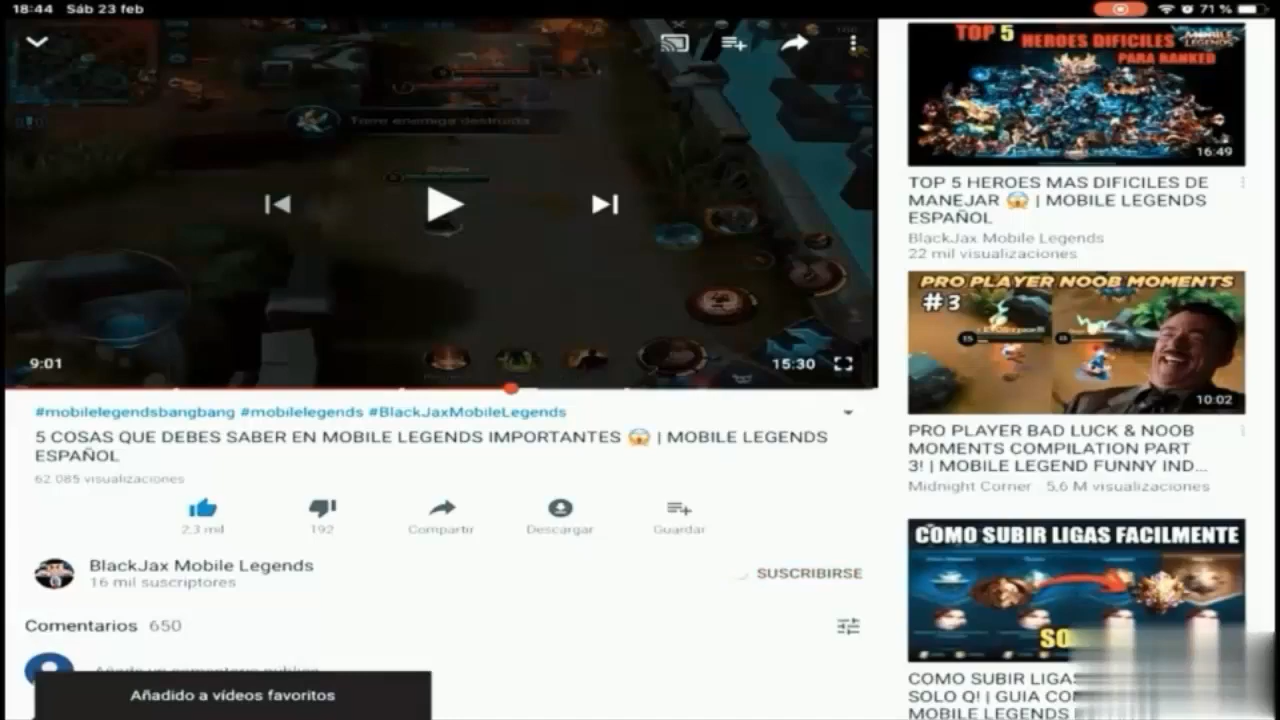 18:44 Sáb 23 feb
71 %
Torre enemiga destruida
9:01
15:30
#mobilelegendsbangbang #mobilelegends #BlackJaxMobileLegends
5 COSAS QUE DEBES SABER EN MOBILE LEGENDS IMPORTANTES 😱 | MOBILE LEGENDS
ESPAÑOL
62 085 visualizaciones
2,3 mil
192
Compartir
Descargar
Guardar
BlackJax Mobile Legends
16 mil suscriptores
SUSCRIBIRSE
Comentarios 650
Añade un comentario público
Añadido a vídeos favoritos
TOP 5 HEROES DIFICILES
PARA RANKED
MOBILE
LEGENDS
16:49
TOP 5 HEROES MAS DIFICILES DE
MANEJAR 😱 | MOBILE LEGENDS
ESPAÑOL
BlackJax Mobile Legends
22 mil visualizaciones
PRO PLAYER NOOB MOMENTS
#3
10:02
PRO PLAYER BAD LUCK & NOOB
MOMENTS COMPILATION PART
3! | MOBILE LEGEND FUNNY IND...
Midnight Corner 5,6 M visualizaciones
COMO SUBIR LIGAS FACILMENTE
SO
COMO SUBIR LIGAS
SOLO Q! | GUIA
MOBILE LEGENDS